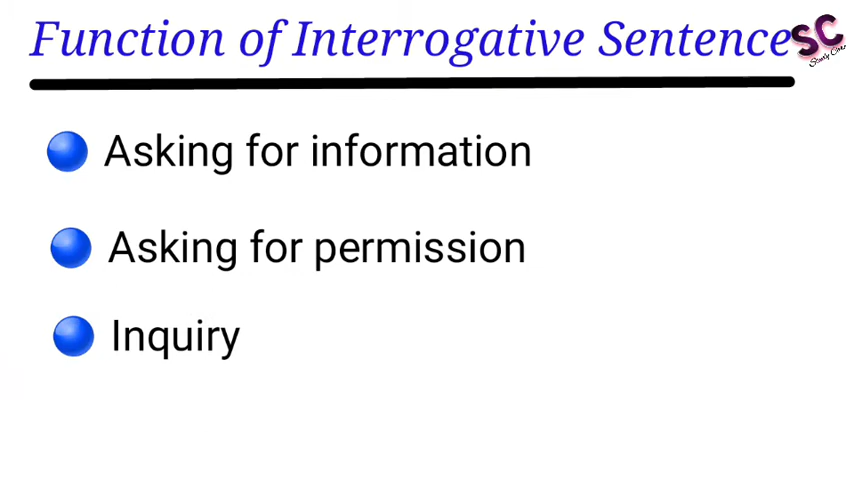 Function of Interrogative Sentence
SC
Asking for information
Asking for permission
Inquiry